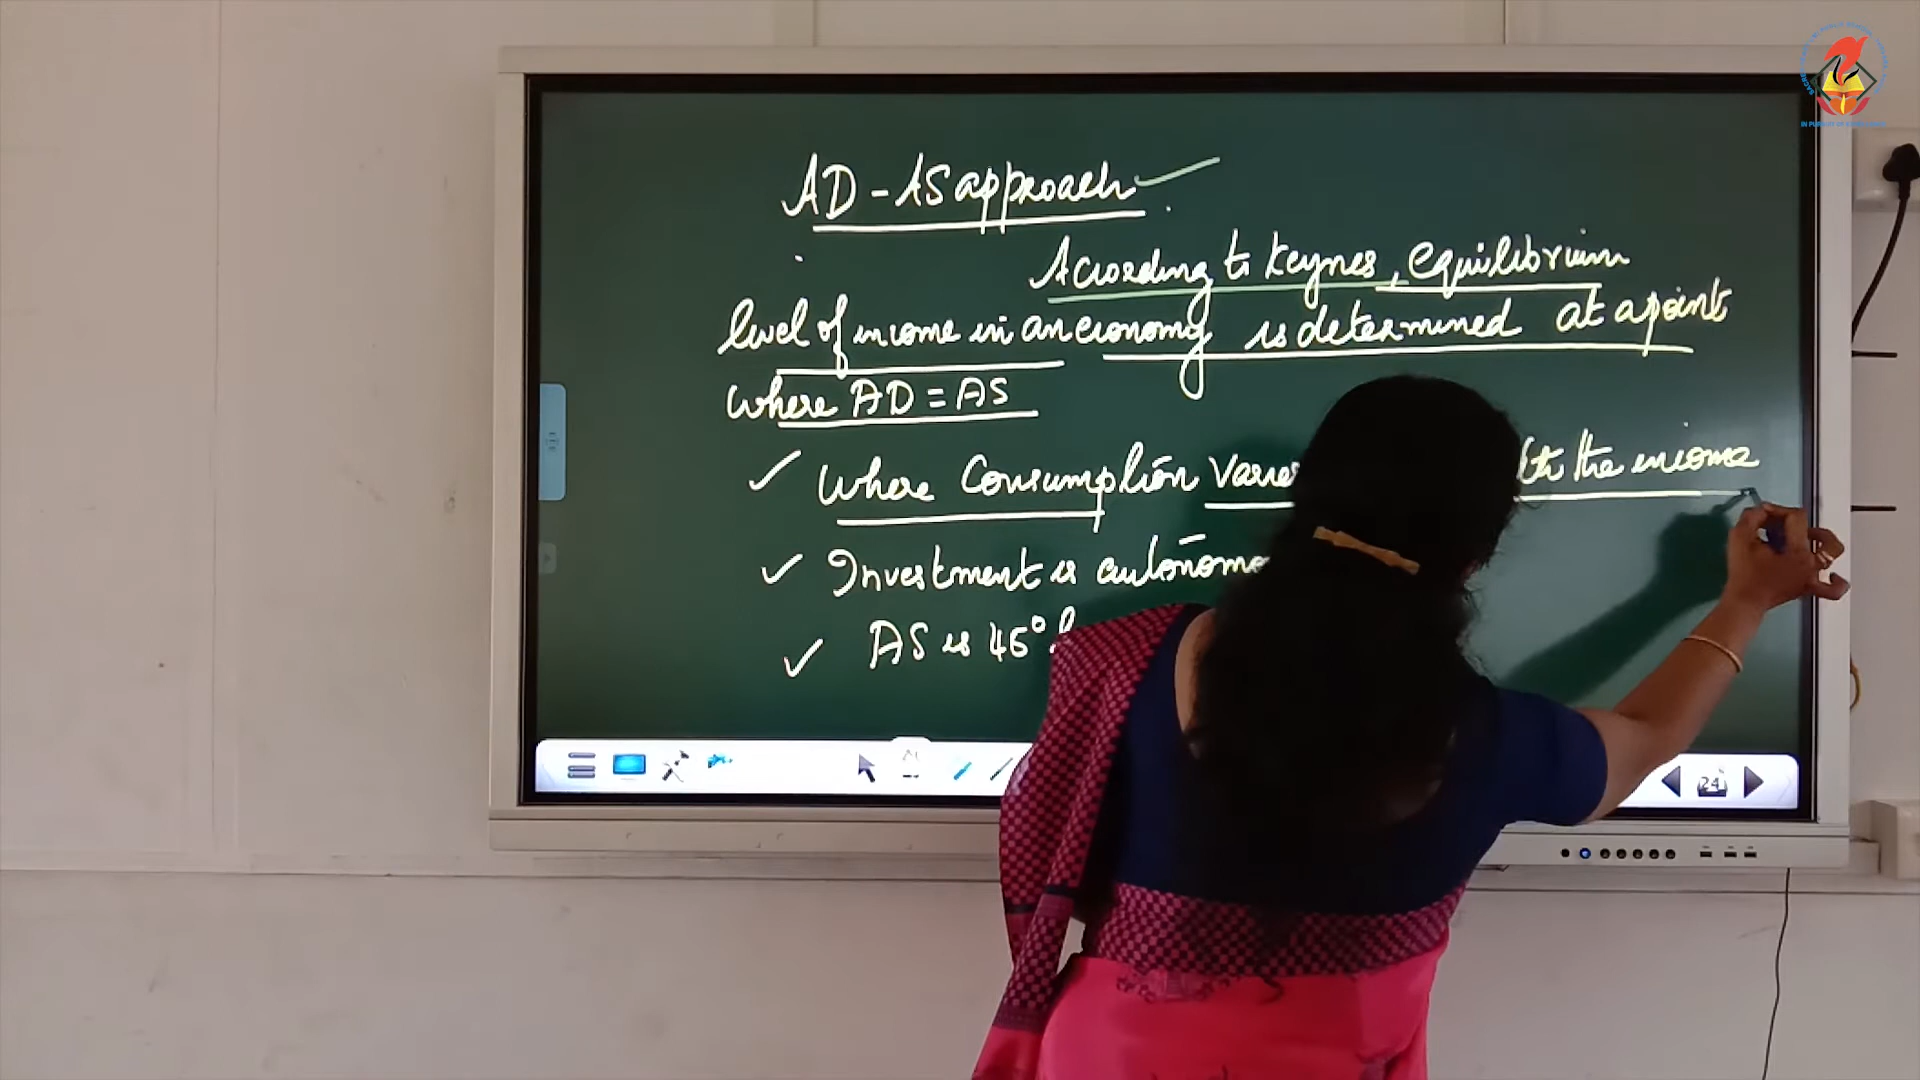 AD - AS approach
According to Keynes, equilibrium
level of income in an economy is determined at a point
where AD = AS
Where Consumption varies the income
Investment is
AS is 45°
24